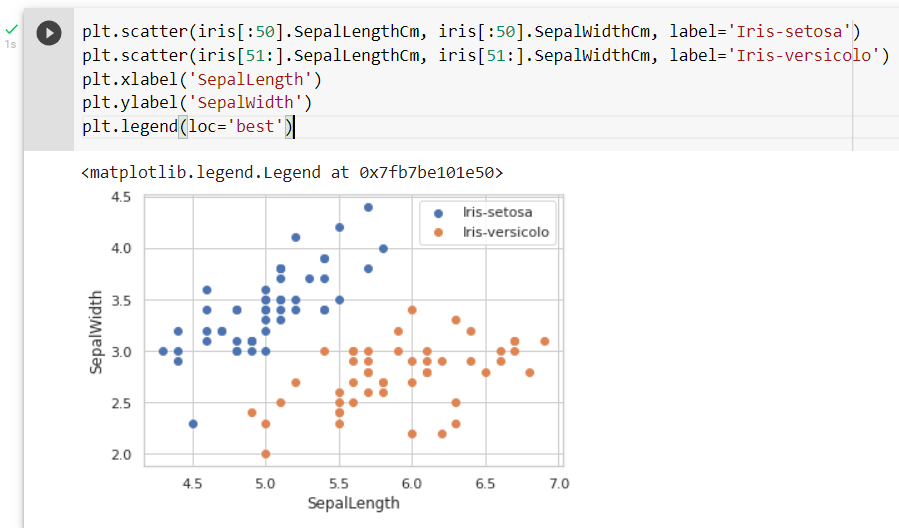 1s
plt.scatter(iris[:50].SepalLengthCm, iris[:50].SepalWidthCm, label='Iris-setosa')
plt.scatter(iris[51:].SepalLengthCm, iris[51:].SepalWidthCm, label='Iris-versicolo')
plt.xlabel('SepalLength')
plt.ylabel('SepalWidth')
plt.legend(loc='best')
<matplotlib.legend.Legend at 0x7fb7be101e50>
Iris-setosa
Iris-versicolo
SepalWidth
4.5
4.0
3.5
3.0
2.5
2.0
4.5 5.0 5.5 6.0 6.5 7.0
SepalLength